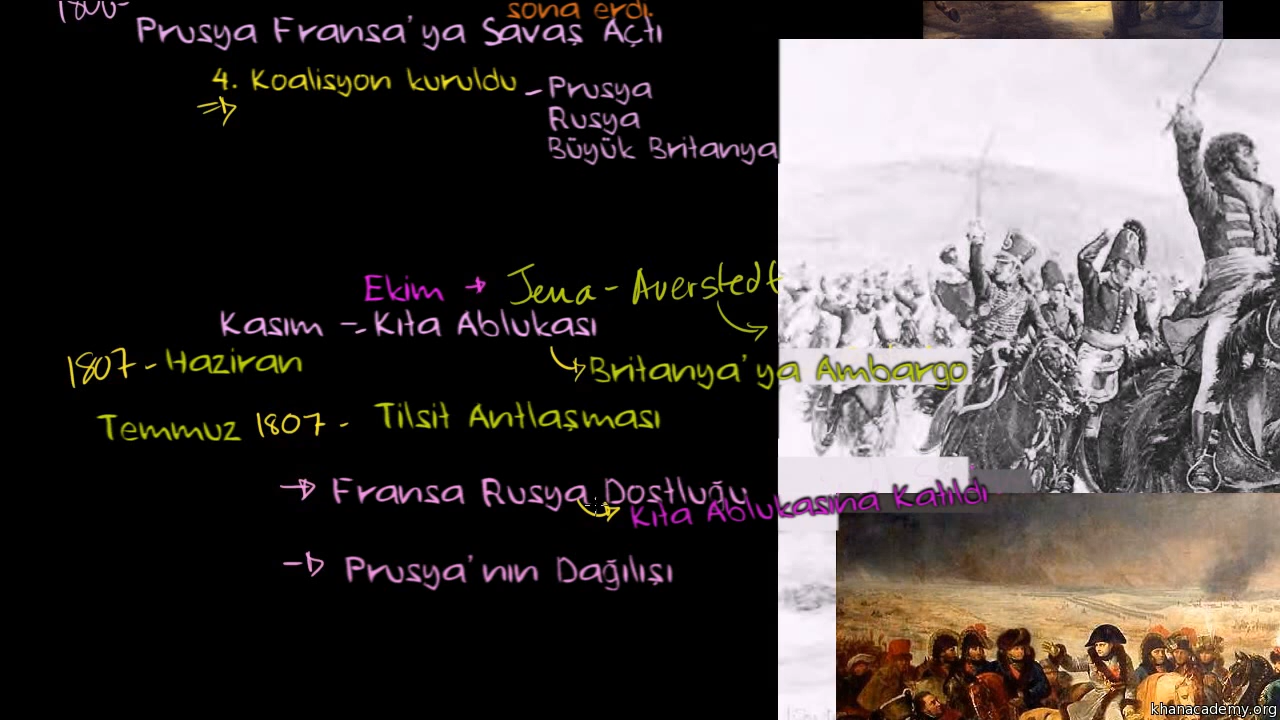 1806-
sona erdi.
Prusya Fransa'ya Savaş Açtı
4. Koalisyon kuruldu - Prusya
Rusya
Büyük Britanya
Ekim → Jena - Auerstedt
Kasım - Kıta Ablukası
Britanya'ya Ambargo
1807 - Haziran
Temmuz 1807 - Tilsit Antlaşması
→ Fransa Rusya Dostluğu
Kıta Ablukasına Katıldı
→ Prusya'nın Dağılışı
khanacademy.org